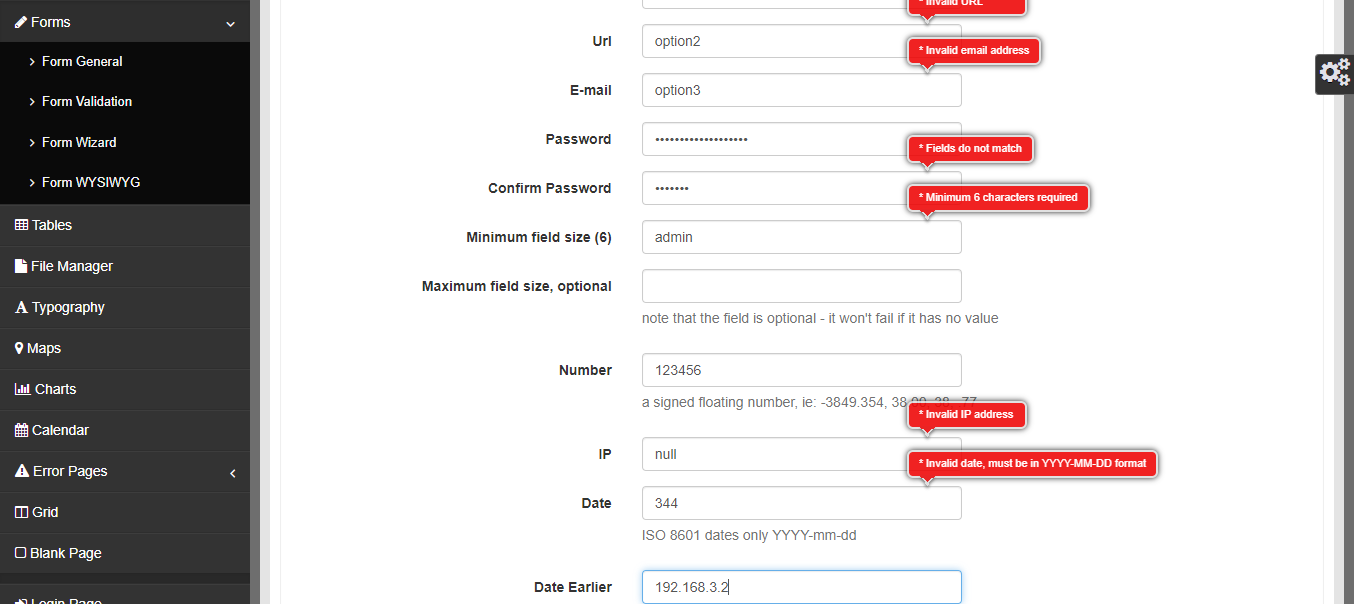 Forms
Form General
Form Validation
Form Wizard
Form WYSIWYG
Tables
File Manager
Typography
Maps
Charts
Calendar
Error Pages
Grid
Blank Page
Login Page
* Invalid URL
Url option2
* Invalid email address
E-mail option3
Password •••••••••••••••••••
* Fields do not match
Confirm Password •••••••
* Minimum 6 characters required
Minimum field size (6) admin
Maximum field size, optional
note that the field is optional - it won't fail if it has no value
Number 123456
a signed floating number, ie: -3849.354, 38.00, 38, .77
* Invalid IP address
IP null
* Invalid date, must be in YYYY-MM-DD format
Date 344
ISO 8601 dates only YYYY-mm-dd
Date Earlier 192.168.3.2